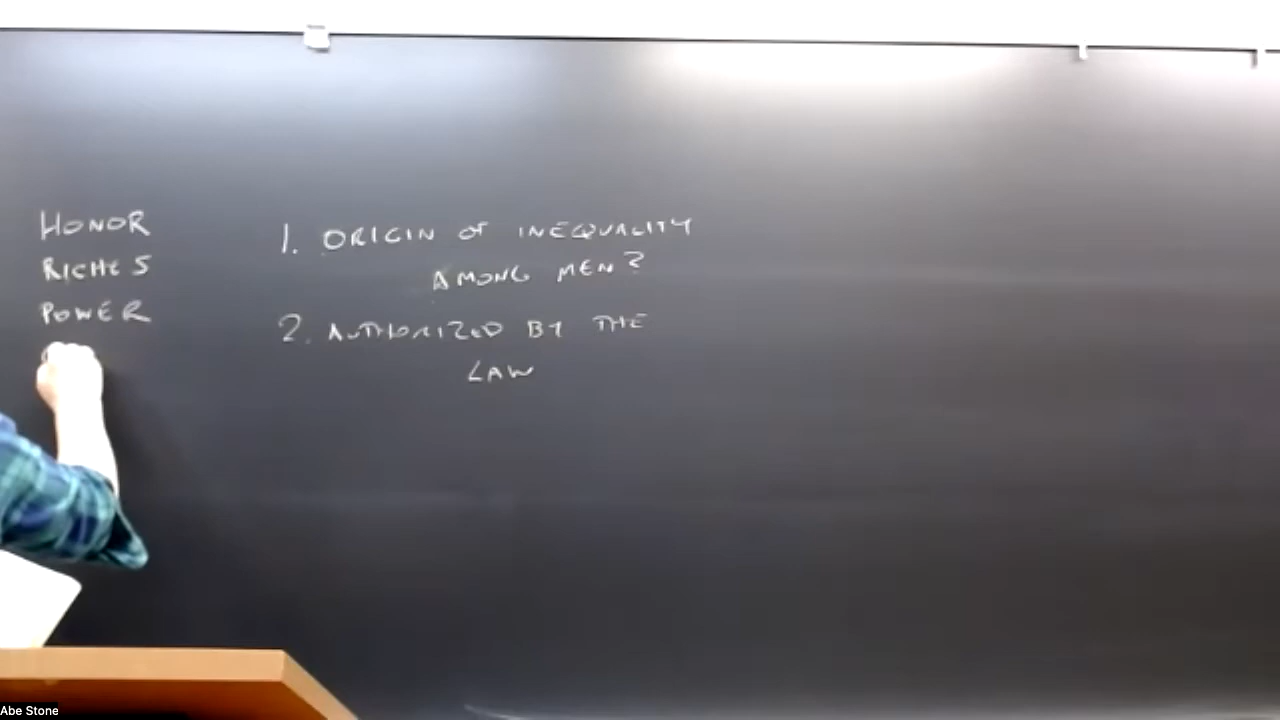 HONOR
RICHES
POWER
1. ORIGIN OF INEQUALITY
AMONG MEN?
2. AUTHORIZED BY THE
LAW
Abe Stone